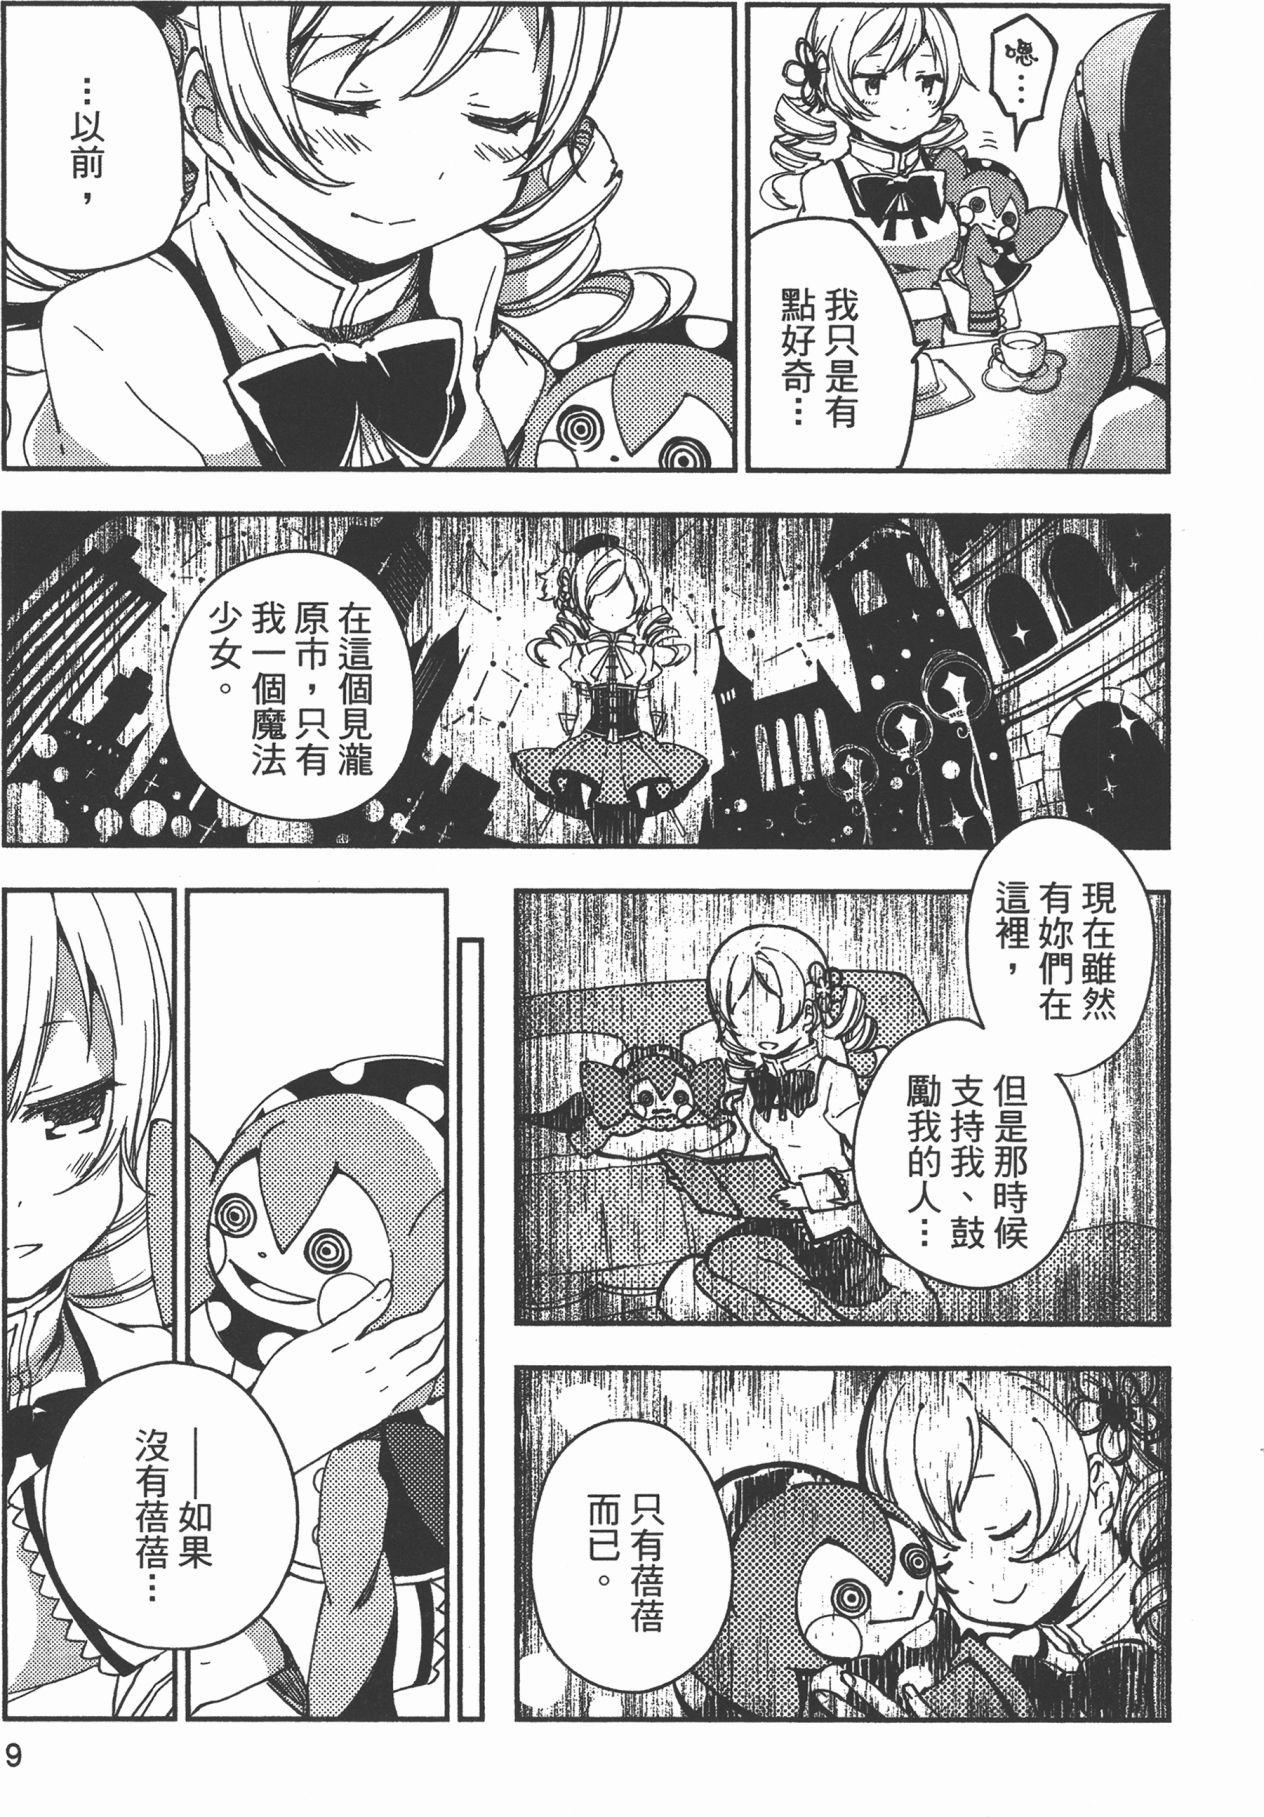 嗯…
我只是有
點好奇…
…以前，
在這個見瀧
原市，只有
我一個魔法
少女。
現在雖然
有妳們在
這裡，
但是那時候
支持我、鼓
勵我的人…
只有蓓蓓
而已。
——如果
沒有蓓蓓…
9